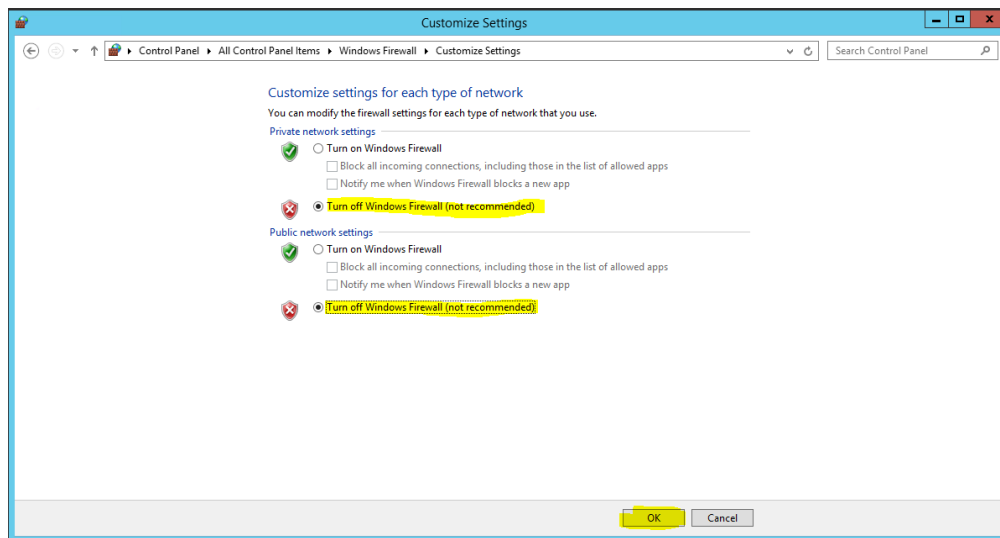 Customize Settings
Control Panel ▸ All Control Panel Items ▸ Windows Firewall ▸ Customize Settings
Search Control Panel
Customize settings for each type of network
You can modify the firewall settings for each type of network that you use.
Private network settings
Turn on Windows Firewall
Block all incoming connections, including those in the list of allowed apps
Notify me when Windows Firewall blocks a new app
Turn off Windows Firewall (not recommended)
Public network settings
Turn on Windows Firewall
Block all incoming connections, including those in the list of allowed apps
Notify me when Windows Firewall blocks a new app
Turn off Windows Firewall (not recommended)
OK Cancel